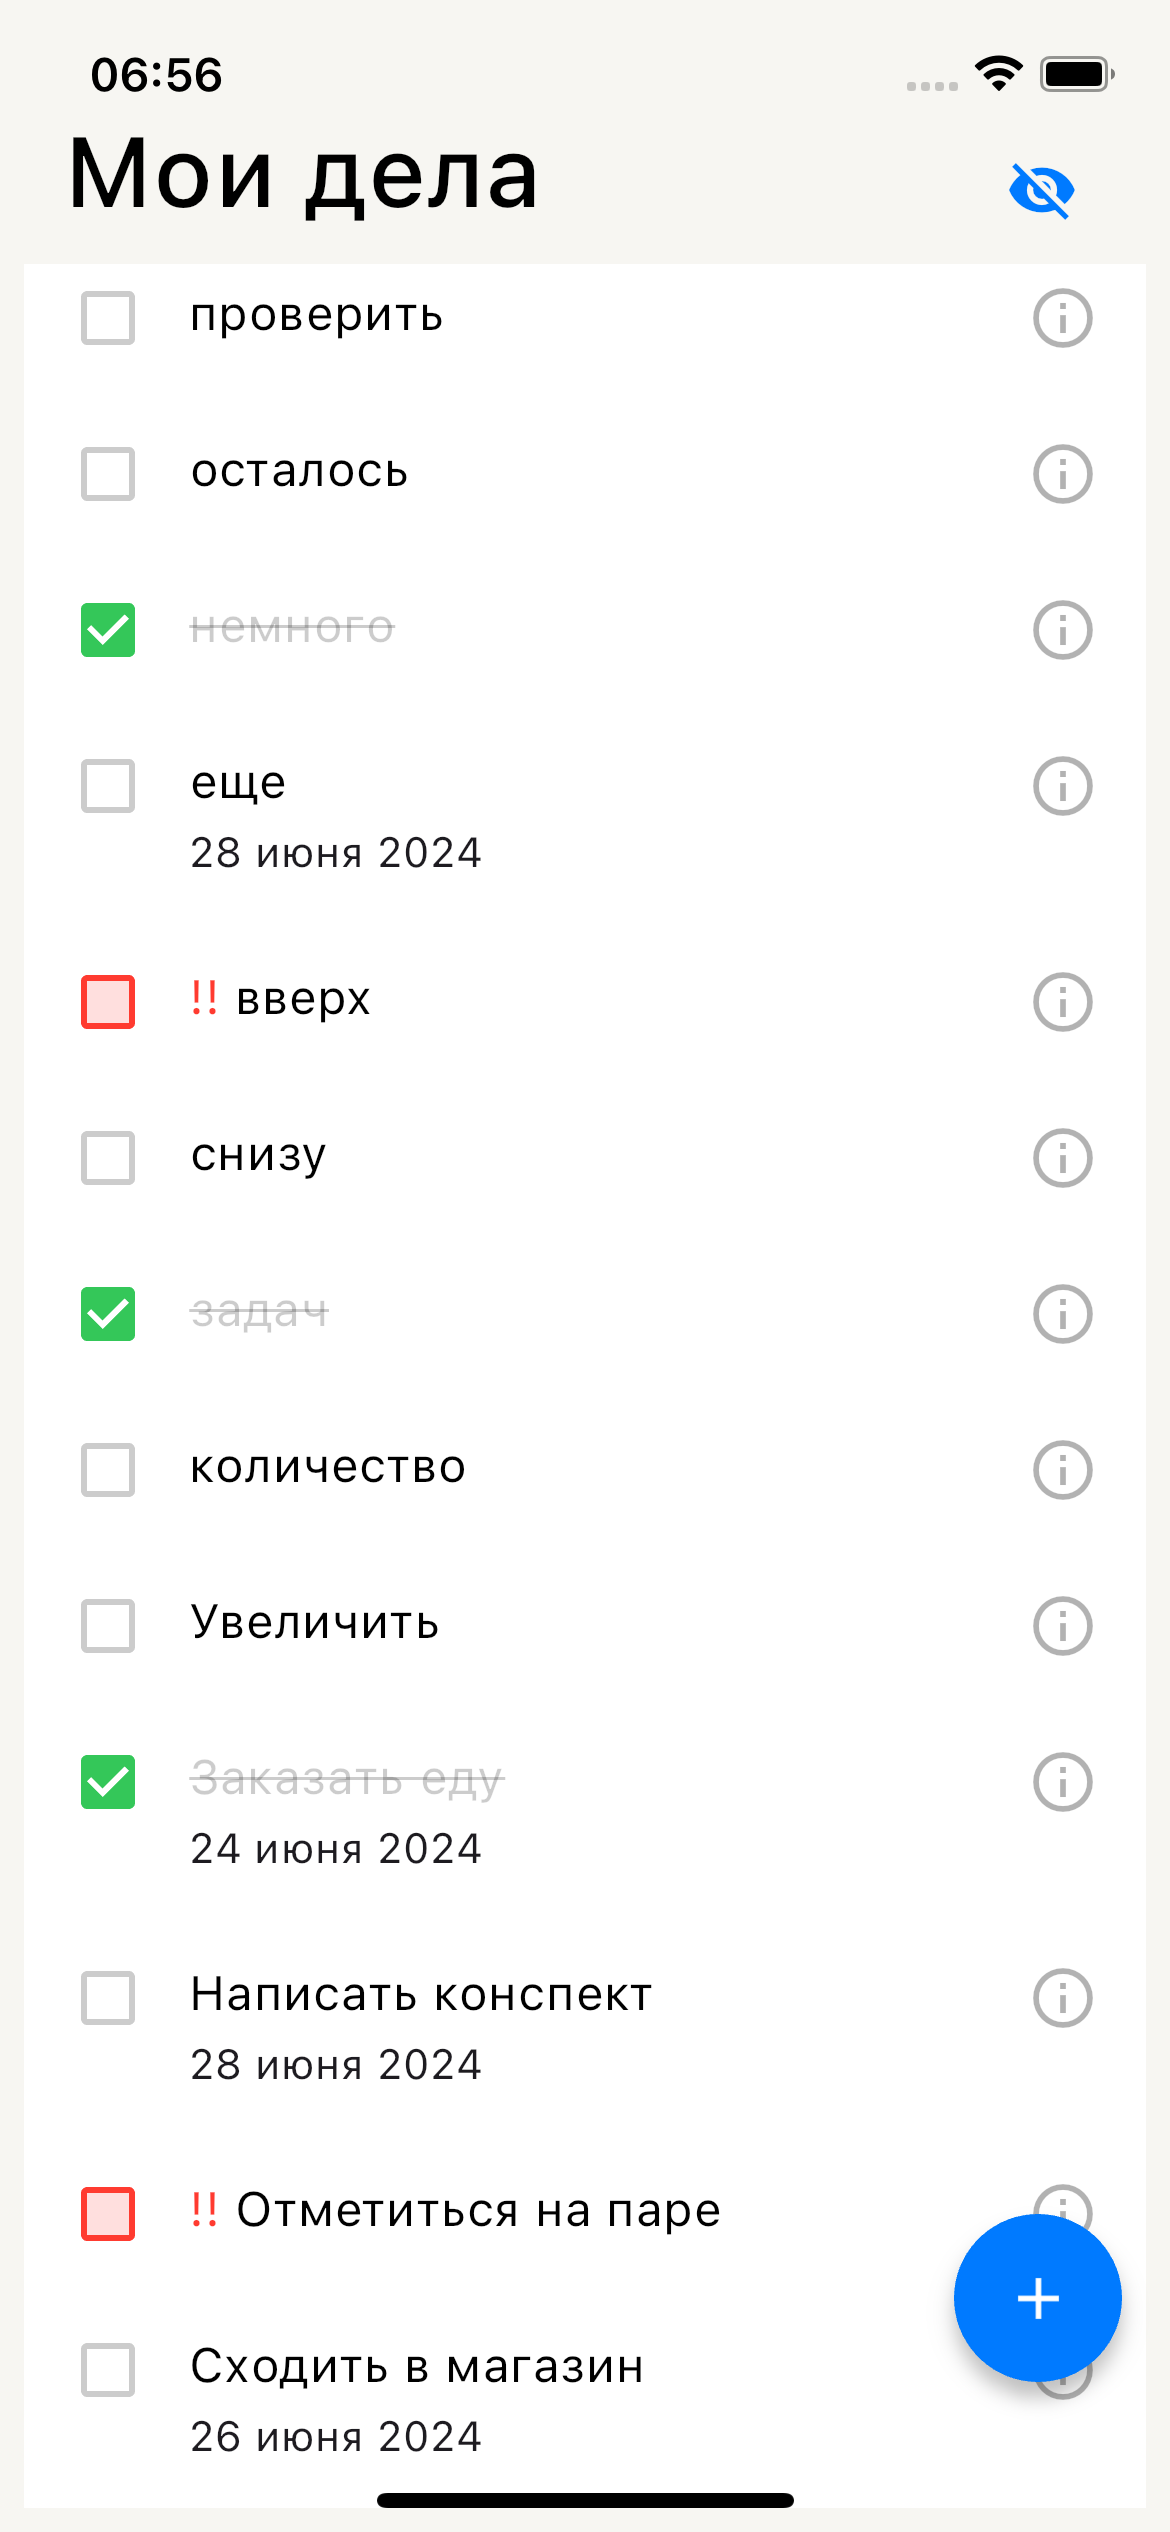 06:56
Мои дела
проверить
осталось
немного
еще
28 июня 2024
!! вверх
снизу
задач
количество
Увеличить
Заказать еду
24 июня 2024
Написать конспект
28 июня 2024
!! Отметиться на паре
Сходить в магазин
26 июня 2024